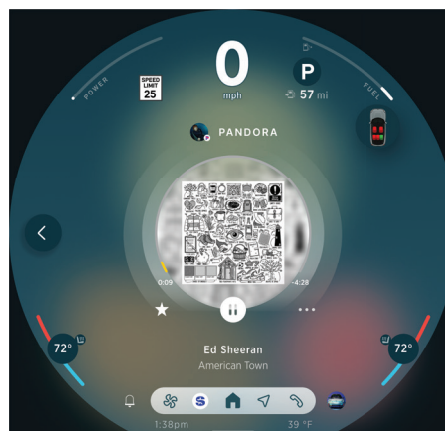 POWER
0
mph
SPEED
LIMIT
25
P
57 mi
FUEL
PANDORA
0:09
-4:28
72°
72°
Ed Sheeran
American Town
S
1:38pm
39 °F